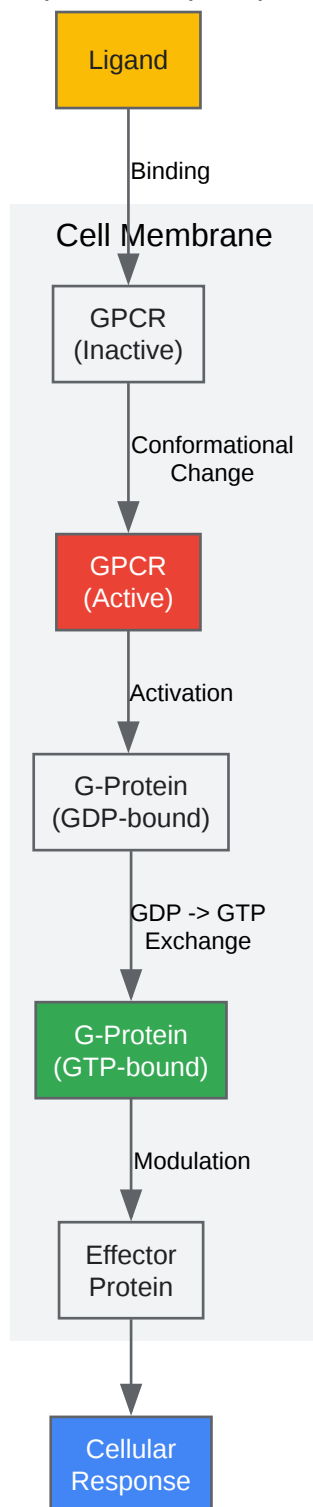 Ligand
Binding
Cell Membrane
GPCR
(Inactive)
Conformational
Change
GPCR
(Active)
Activation
G-Protein
(GDP-bound)
GDP -> GTP
Exchange
G-Protein
(GTP-bound)
Modulation
Effector
Protein
Cellular
Response